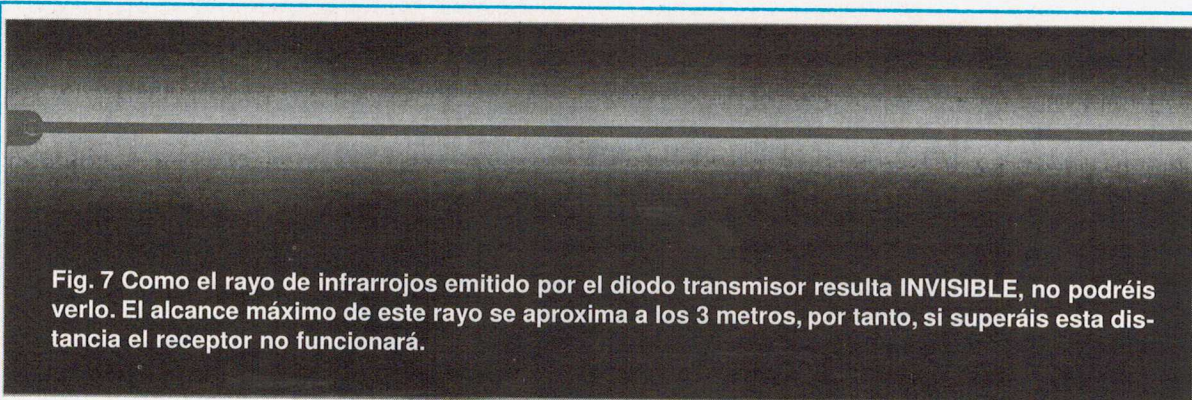 Fig. 7 Como el rayo de infrarrojos emitido por el diodo transmisor resulta INVISIBLE, no podréis
verlo. El alcance máximo de este rayo se aproxima a los 3 metros, por tanto, si superáis esta dis-
tancia el receptor no funcionará.